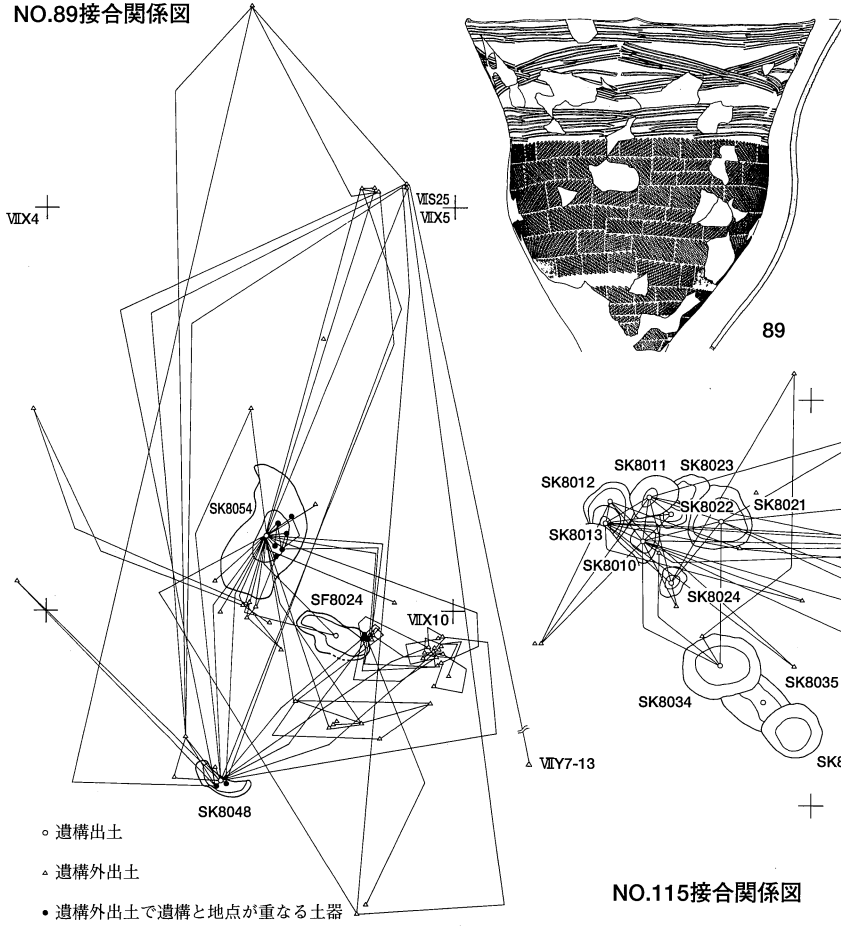 NO.89接合関係図
ⅦX4
ⅦS25
ⅦX5
89
SK8054
SF8024
ⅦX10
SK8048
ⅦY7-13
SK8012
SK8011
SK8023
SK8022
SK8021
SK8013
SK8010
SK8024
SK8034
SK8035
○ 遺構出土
△ 遺構外出土
● 遺構外出土で遺構と地点が重なる土器
NO.115接合関係図